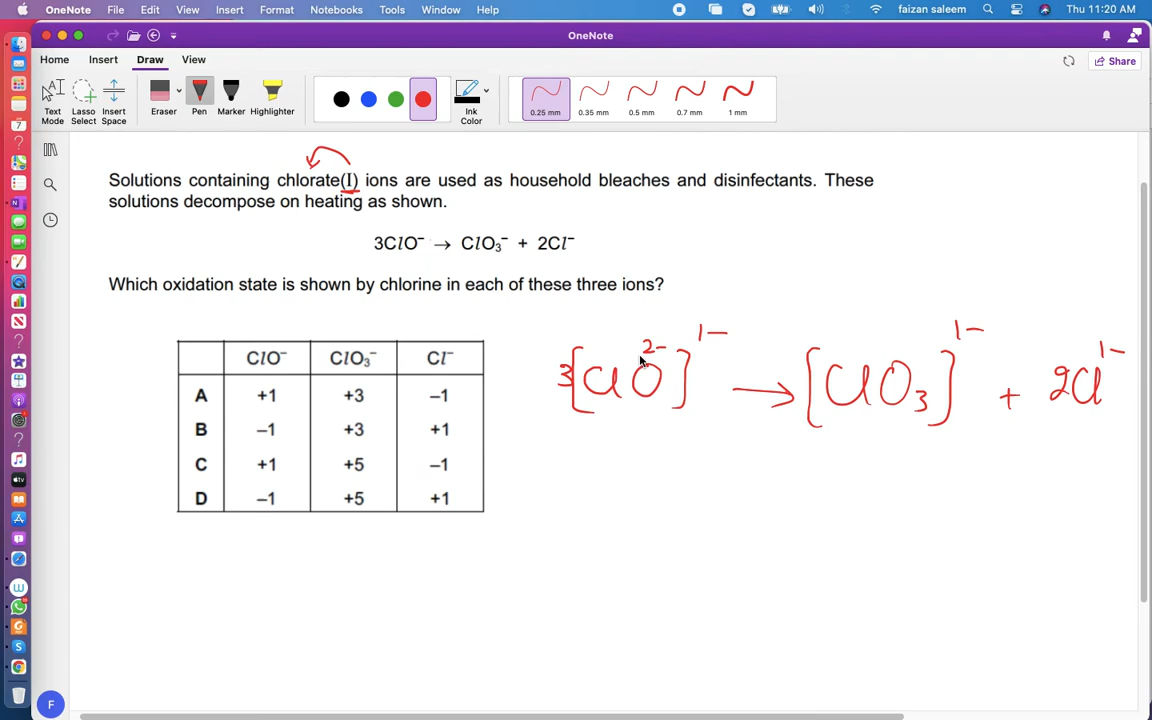 OneNote File Edit View Insert Format Notebooks Tools Window Help faizan saleem Thu 11:20 AM
OneNote
Home Insert Draw View Share
Text Mode Lasso Select Insert Space Eraser Pen Marker Highlighter Ink Color 0.25 mm 0.35 mm 0.5 mm 0.7 mm 1 mm
Solutions containing chlorate(I) ions are used as household bleaches and disinfectants. These
solutions decompose on heating as shown.
3ClO⁻ → ClO₃⁻ + 2Cl⁻
Which oxidation state is shown by chlorine in each of these three ions?
ClO⁻ ClO₃⁻ Cl⁻
A +1 +3 –1
B –1 +3 +1
C +1 +5 –1
D –1 +5 +1
3[ClO²⁻]¹⁻ → [ClO₃]¹⁻ + 2Cl¹⁻
F